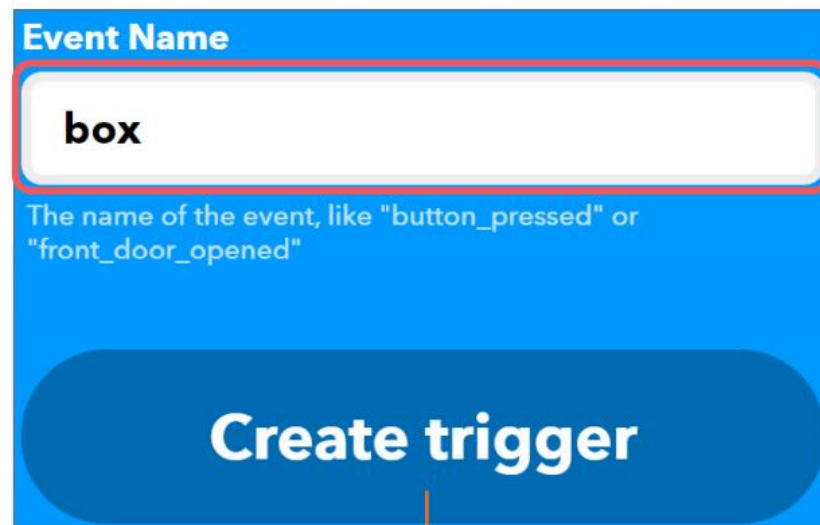 Event Name
box
The name of the event, like "button_pressed" or
"front_door_opened"
Create trigger